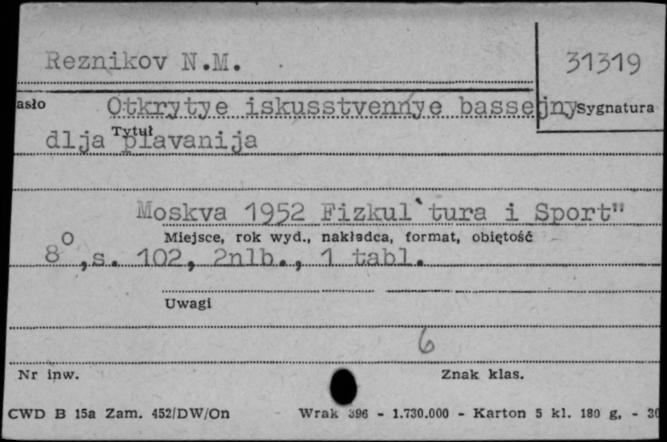 Reznikov N.M.
31319
asło
Otkrytye iskusstvennye bassejny
Sygnatura
Tytuł
dlja plavanija
Moskva 1952 Fizkul`tura i Sport"
Miejsce, rok wyd., nakładca, format, objętość
8⁰, s. 102, 2nlb., 1 tabl.
Uwagi
6
Nr inw.
Znak klas.
CWD B 15a Zam. 452/DW/On
Wrak 396 - 1.730.000 - Karton 5 kl. 180 g, -